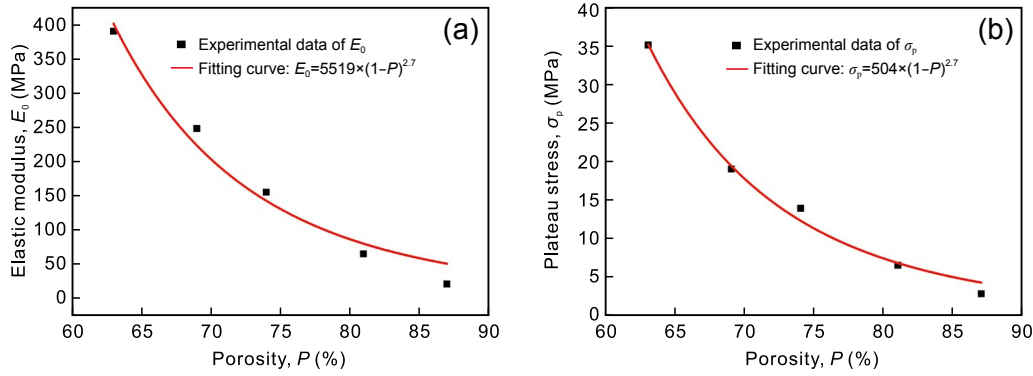 (a)
Experimental data of E₀
Fitting curve: E₀=5519×(1–P)²·⁷
Elastic modulus, E₀ (MPa)
400
350
300
250
200
150
100
50
0
60 65 70 75 80 85 90
Porosity, P (%)
(b)
Experimental data of σₚ
Fitting curve: σₚ=504×(1–P)²·⁷
Plateau stress, σₚ (MPa)
40
35
30
25
20
15
10
5
0
60 65 70 75 80 85 90
Porosity, P (%)